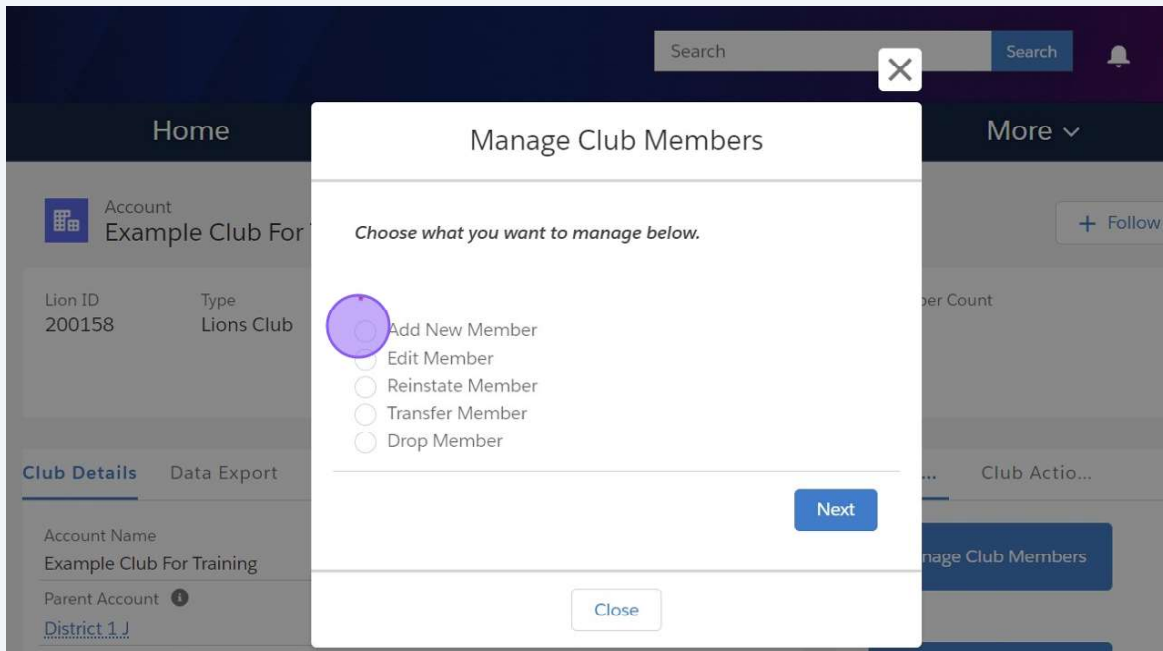 Search
Search
Home
More
Manage Club Members
Account
Example Club For
Follow
Choose what you want to manage below.
Lion ID
Type
Count
200158
Lions Club
*
Add New Member
Edit Member
Reinstate Member
Transfer Member
Drop Member
Club Details
Data Export
...
Club Actio...
Next
Account Name
Example Club For Training
Club Members
Parent Account
District 1 J
Close